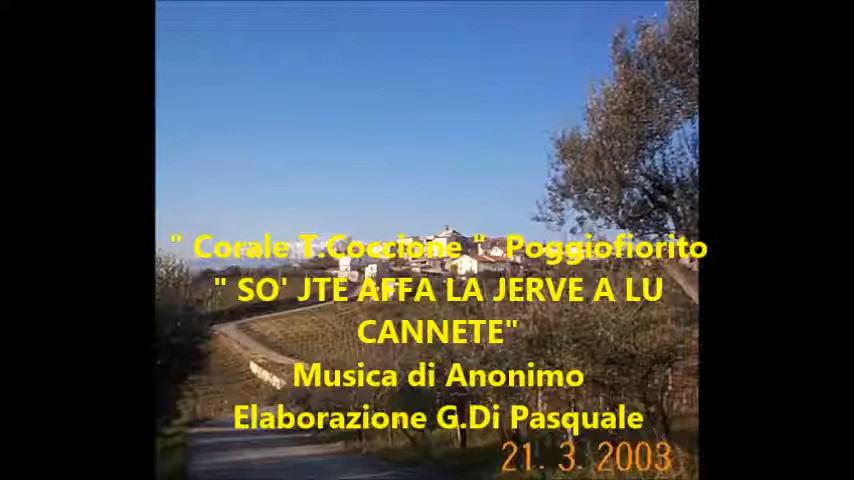 " Corale T.Coccione " Poggiofiorito
" SO' JTE AFFA LA JERVE A LU
CANNETE"
Musica di Anonimo
Elaborazione G.Di Pasquale
21. 3. 2003